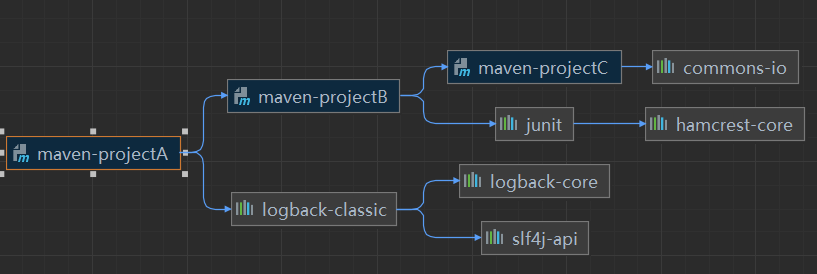 maven-projectC
commons-io
maven-projectB
junit
hamcrest-core
maven-projectA
logback-core
logback-classic
slf4j-api